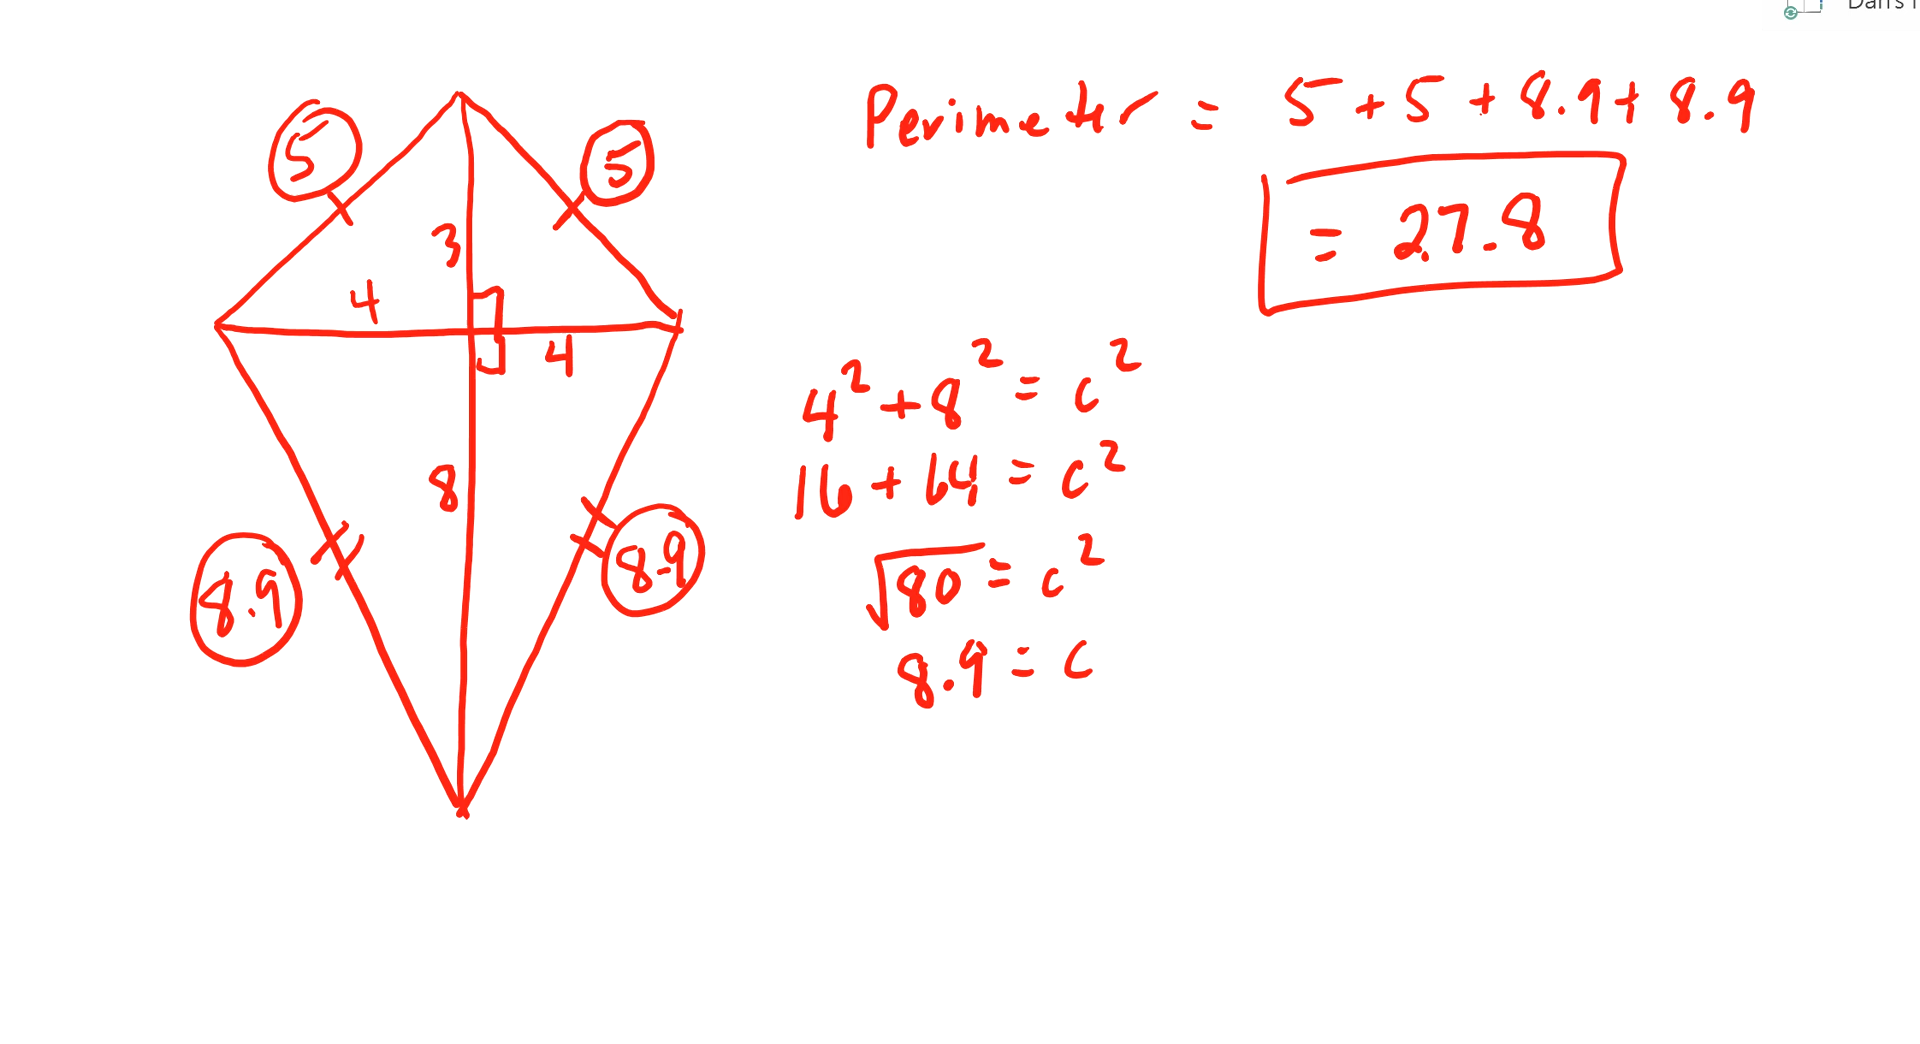 Perimeter = 5 + 5 + 8.9 + 8.9
= 27.8
5
5
3
4
4
8
8.9
8.9
4² + 8² = c²
16 + 64 = c²
√80 = c²
8.9 = c